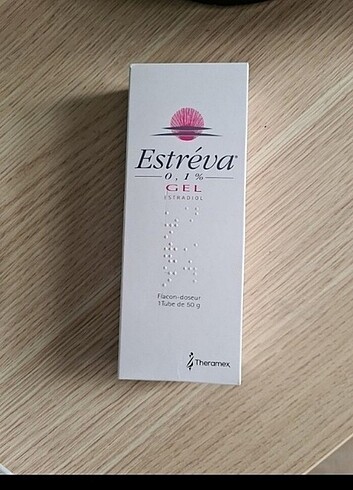 Estréva®
0,1%
GEL
ESTRADIOL
Flacon-doseur
1 Tube de 50 g
Theramex